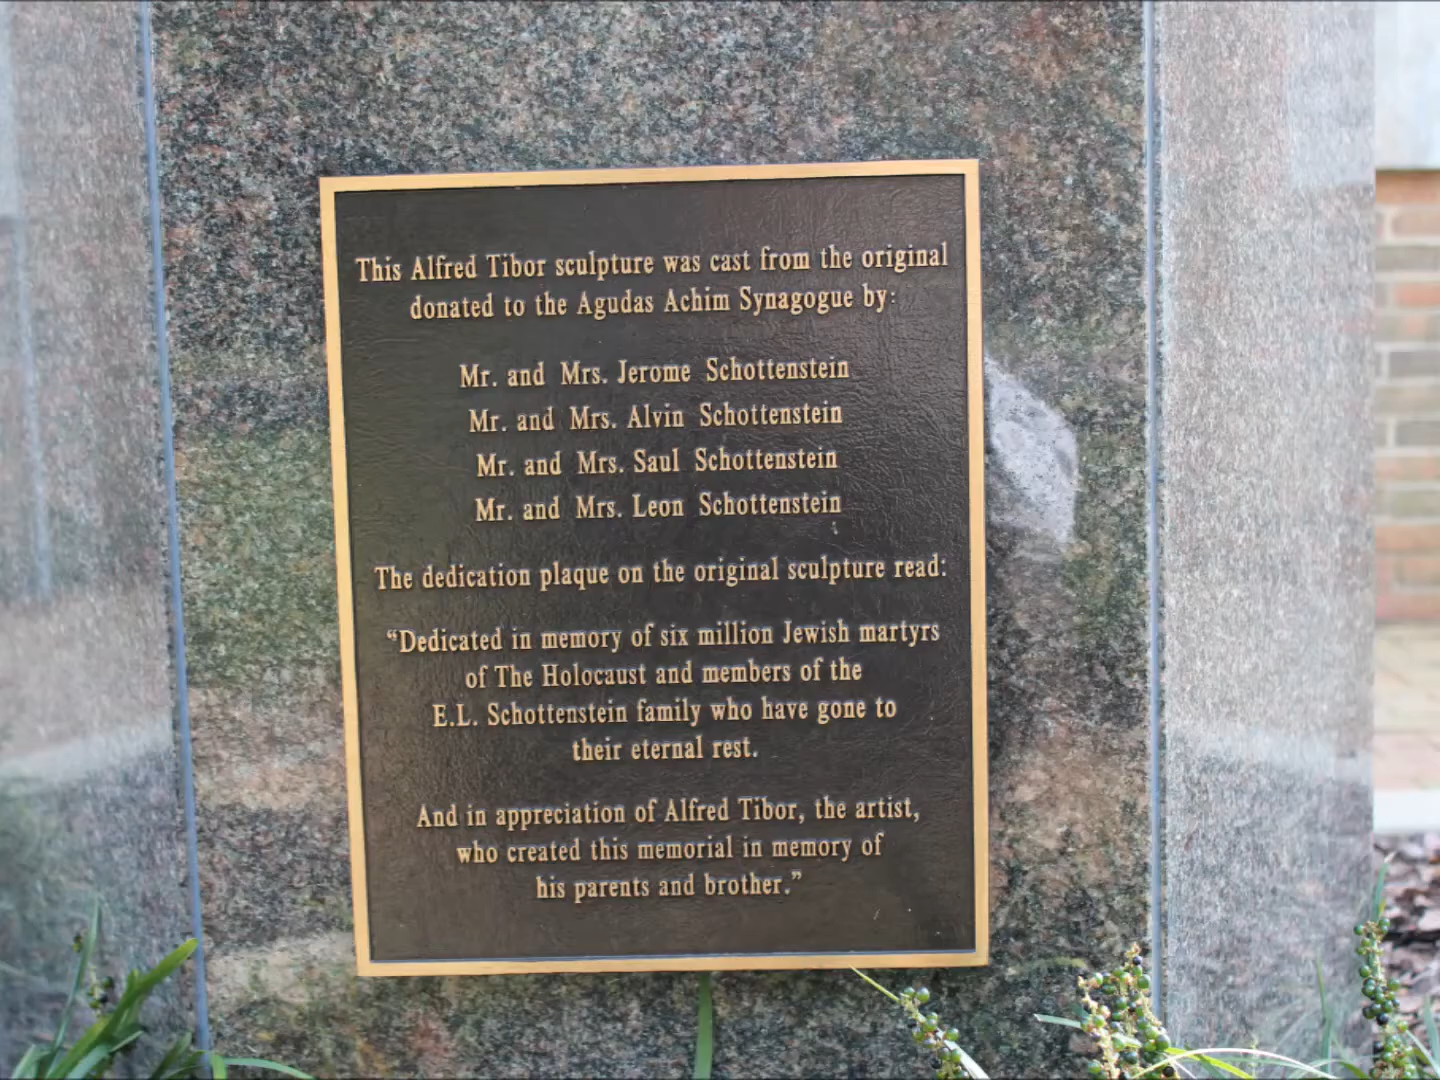 This Alfred Tibor sculpture was cast from the original
donated to the Agudas Achim Synagogue by:
Mr. and Mrs. Jerome Schottenstein
Mr. and Mrs. Alvin Schottenstein
Mr. and Mrs. Saul Schottenstein
Mr. and Mrs. Leon Schottenstein
The dedication plaque on the original sculpture read:
“Dedicated in memory of six million Jewish martyrs
of The Holocaust and members of the
E.L. Schottenstein family who have gone to
their eternal rest.
And in appreciation of Alfred Tibor, the artist,
who created this memorial in memory of
his parents and brother.”